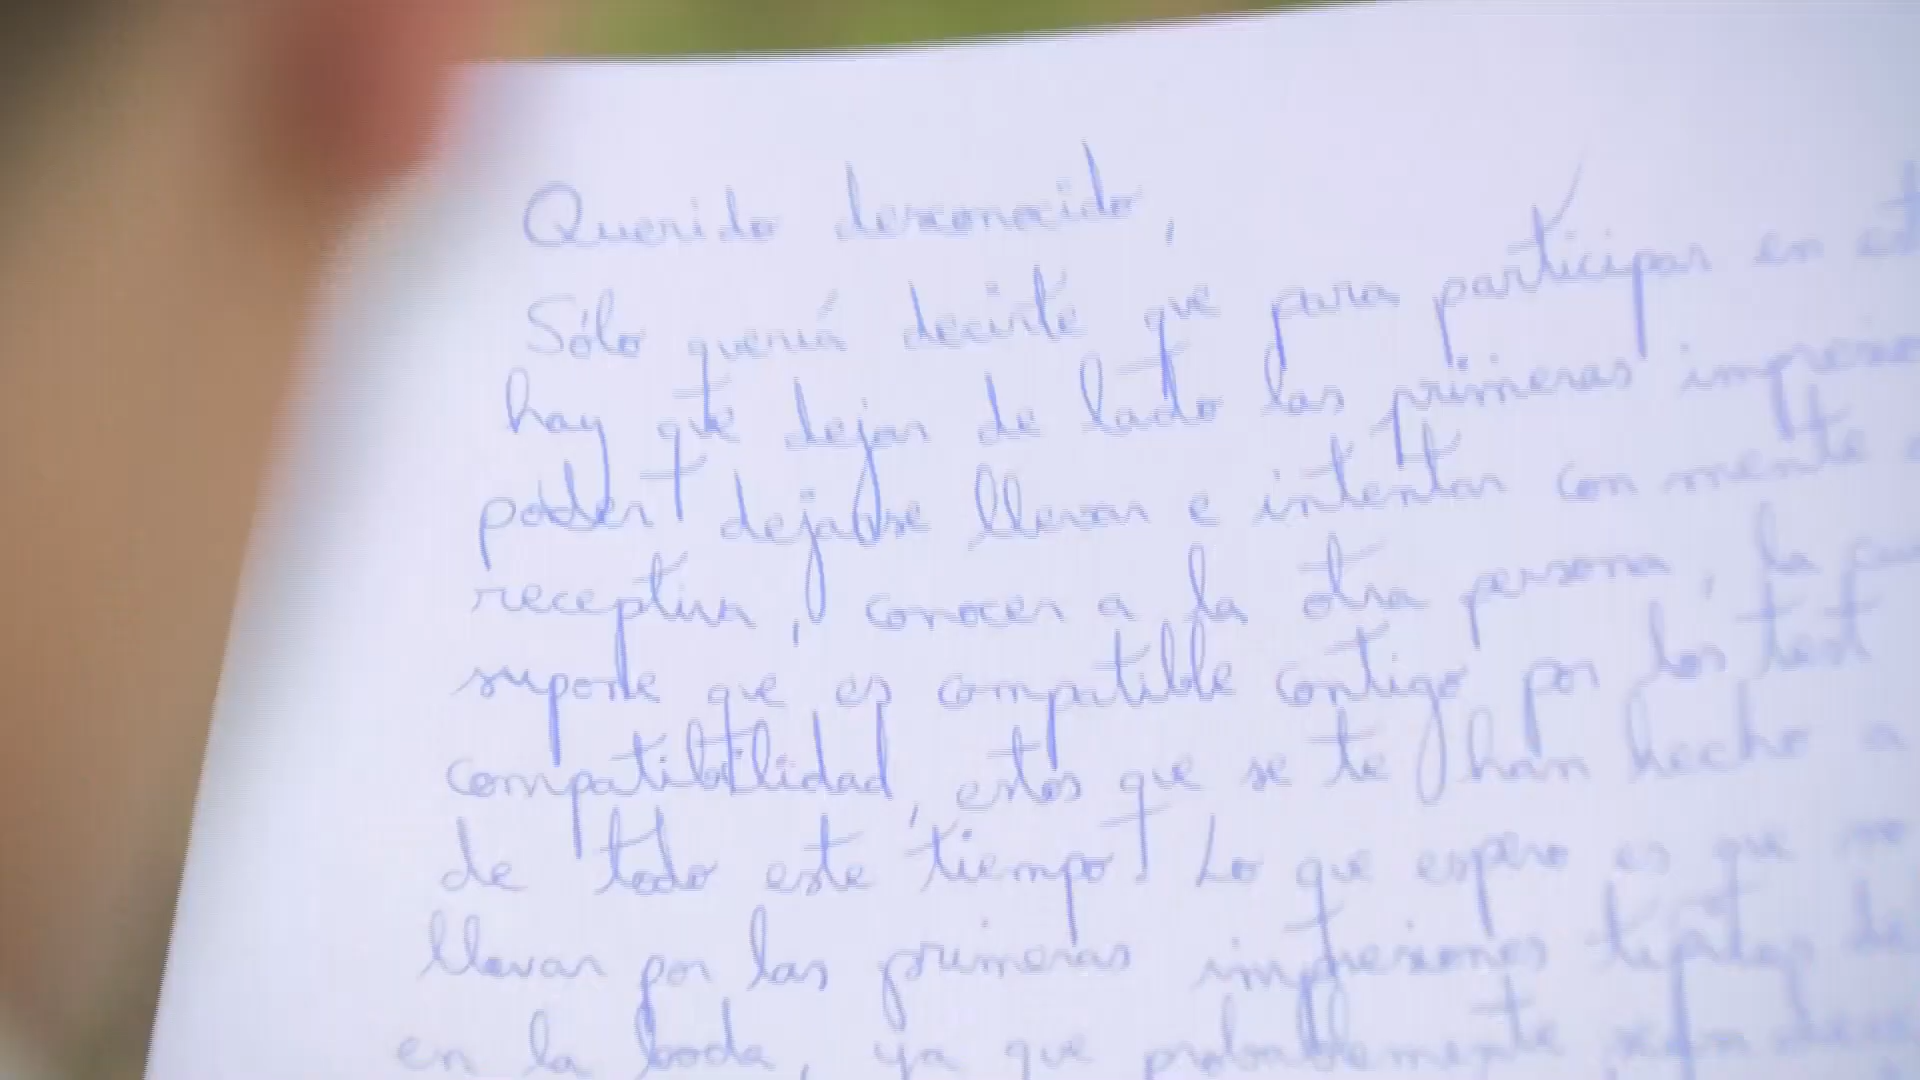 Querido desconocido,
Sólo quería decirte que para participar en
hay que dejar de lado las primeras
poder dejarse llevar e intentar con mente
receptiva, conocer a la otra persona, la
supone que es compatible contigo por los test
compatibilidad, estos que se te han hecho a
de todo este tiempo. Lo que espero es que no
llevar por las primeras impresiones
en la boda, ya que probablemente